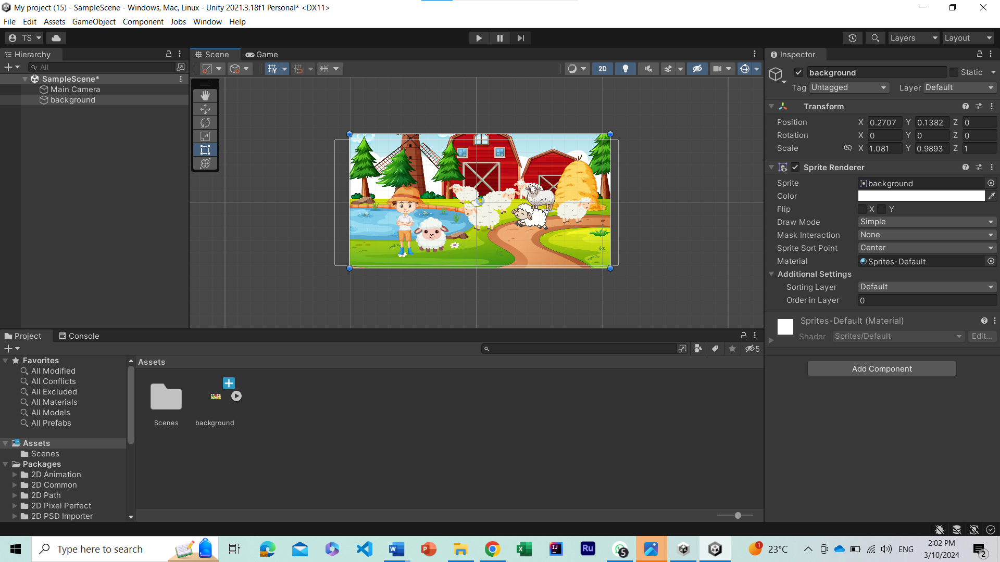 My project (15) - SampleScene - Windows, Mac, Linux - Unity 2021.3.18f1 Personal* <DX11>
File Edit Assets GameObject Component Jobs Window Help
TS
Layers
Layout
Hierarchy
All
SampleScene*
Main Camera
background
Scene
Game
2D
Inspector
background
Static
Tag Untagged
Layer Default
Transform
Position X 0.2707 Y 0.1382 Z 0
Rotation X 0 Y 0 Z 0
Scale X 1.081 Y 0.9893 Z 1
Sprite Renderer
Sprite background
Color
Flip X Y
Draw Mode Simple
Mask Interaction None
Sprite Sort Point Center
Material Sprites-Default
Additional Settings
Sorting Layer Default
Order in Layer 0
Sprites-Default (Material)
Shader Sprites/Default Edit...
Add Component
Project
Console
5
Favorites
All Modified
All Conflicts
All Excluded
All Materials
All Models
All Prefabs
Assets
Scenes
Packages
2D Animation
2D Common
2D Path
2D Pixel Perfect
2D PSD Importer
Assets
Scenes
background
Type here to search
Ru
5
1
23°C
ENG
2:02 PM
3/10/2024
2